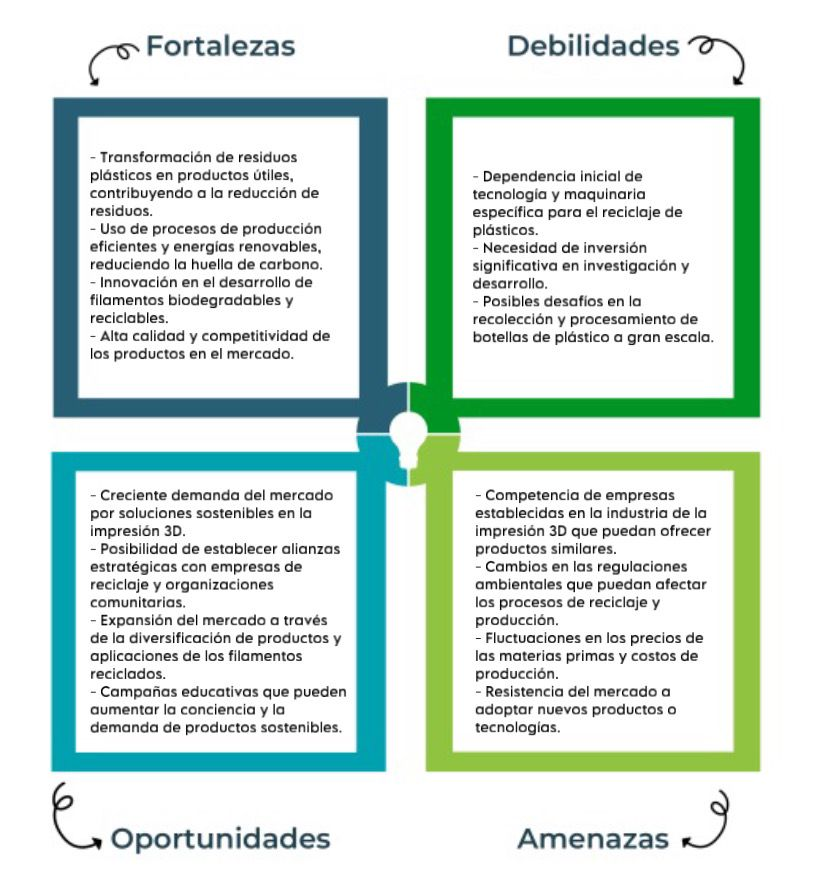 Fortalezas
- Transformación de residuos
plásticos en productos útiles,
contribuyendo a la reducción de
residuos.
- Uso de procesos de producción
eficientes y energías renovables,
reduciendo la huella de carbono.
- Innovación en el desarrollo de
filamentos biodegradables y
reciclables.
- Alta calidad y competitividad de
los productos en el mercado.
Debilidades
- Dependencia inicial de
tecnología y maquinaria
específica para el reciclaje de
plásticos.
- Necesidad de inversión
significativa en investigación y
desarrollo.
- Posibles desafíos en la
recolección y procesamiento de
botellas de plástico a gran escala.
- Creciente demanda del mercado
por soluciones sostenibles en la
impresión 3D.
- Posibilidad de establecer alianzas
estratégicas con empresas de
reciclaje y organizaciones
comunitarias.
- Expansión del mercado a través
de la diversificación de productos y
aplicaciones de los filamentos
reciclados.
- Campañas educativas que pueden
aumentar la conciencia y la
demanda de productos sostenibles.
Oportunidades
- Competencia de empresas
establecidas en la industria de la
impresión 3D que puedan ofrecer
productos similares.
- Cambios en las regulaciones
ambientales que puedan afectar
los procesos de reciclaje y
producción.
- Fluctuaciones en los precios de
las materias primas y costos de
producción.
- Resistencia del mercado a
adoptar nuevos productos o
tecnologías.
Amenazas